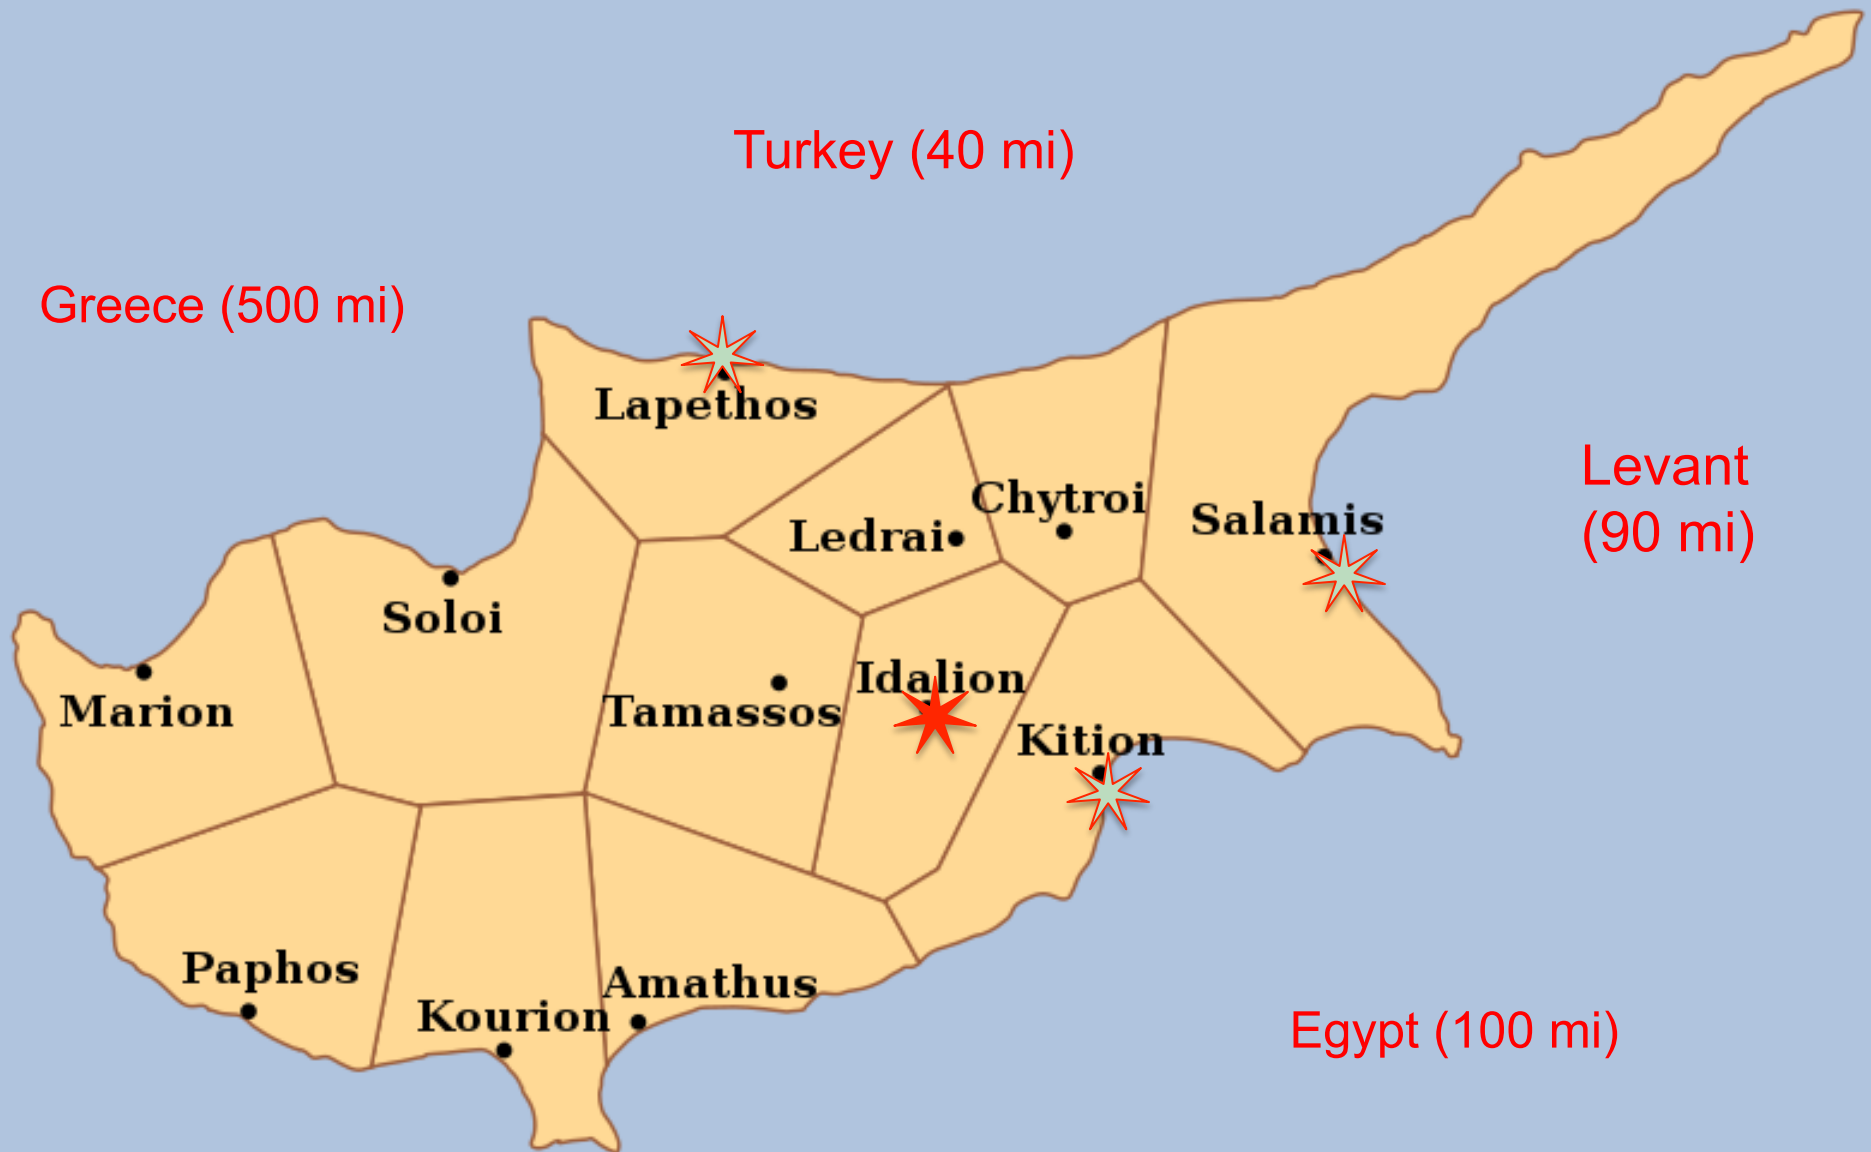 Turkey (40 mi)
Greece (500 mi)
Lapethos
Levant
(90 mi)
Chytroi
Salamis
Ledrai
Soloi
Idalion
Marion
Tamassos
Kition
Paphos
Amathus
Kourion
Egypt (100 mi)